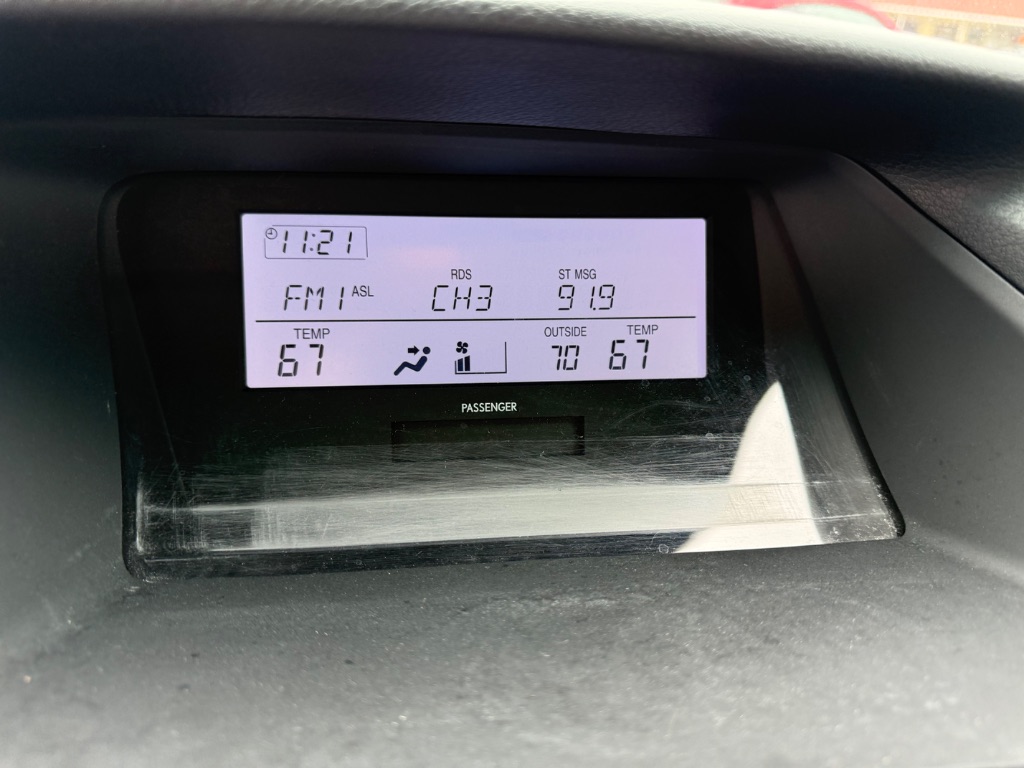 11:21
RDS ST MSG
FM1 ASL CH3 91.9
TEMP OUTSIDE TEMP
67 70 67
PASSENGER